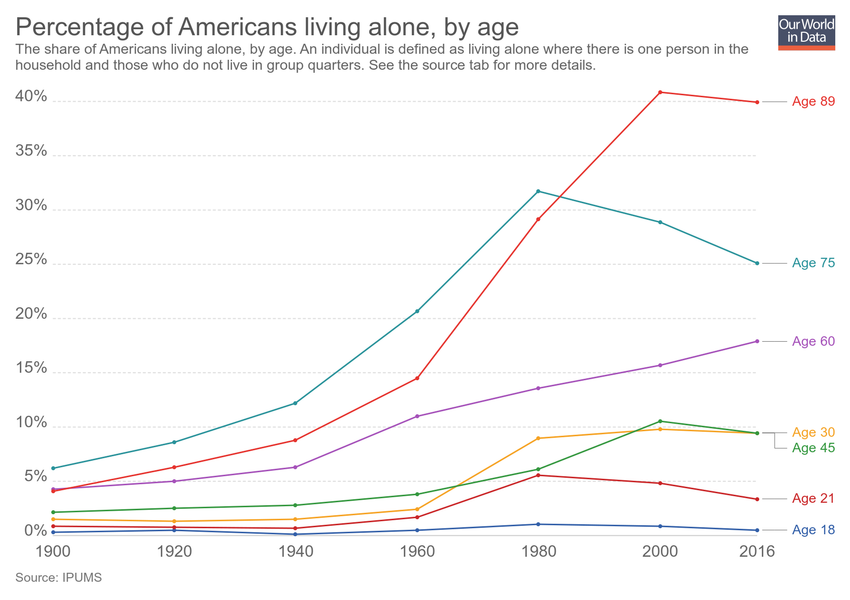 Percentage of Americans living alone, by age
Our World
in Data
The share of Americans living alone, by age. An individual is defined as living alone where there is one person in the
household and those who do not live in group quarters. See the source tab for more details.
40%
35%
30%
25%
20%
15%
10%
5%
0%
Age 89
Age 75
Age 60
Age 30
Age 45
Age 21
Age 18
1900
1920
1940
1960
1980
2000
2016
Source: IPUMS